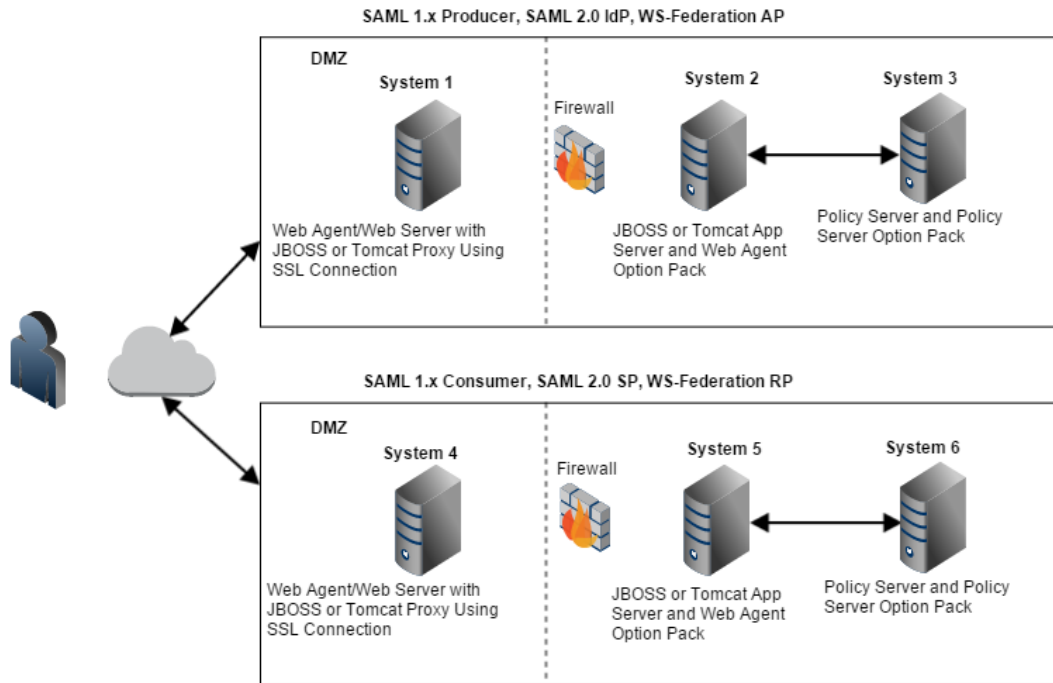 SAML 1.x Producer, SAML 2.0 IdP, WS-Federation AP
DMZ
System 1
Web Agent/Web Server with
JBOSS or Tomcat Proxy Using
SSL Connection
Firewall
System 2
JBOSS or Tomcat App
Server and Web Agent
Option Pack
System 3
Policy Server and Policy
Server Option Pack
SAML 1.x Consumer, SAML 2.0 SP, WS-Federation RP
DMZ
System 4
Web Agent/Web Server with
JBOSS or Tomcat Proxy Using
SSL Connection
Firewall
System 5
JBOSS or Tomcat App
Server and Web Agent
Option Pack
System 6
Policy Server and Policy
Server Option Pack